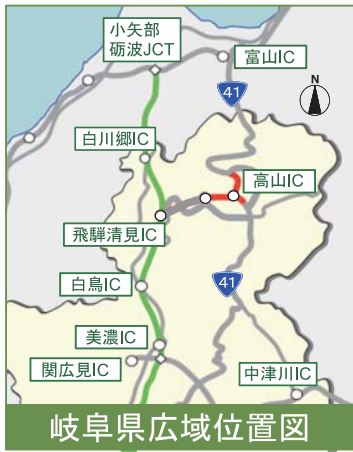 小矢部
砺波JCT
富山IC
41
N
白川郷IC
高山IC
飛騨清見IC
41
白鳥IC
美濃IC
関広見IC
中津川IC
岐阜県広域位置図